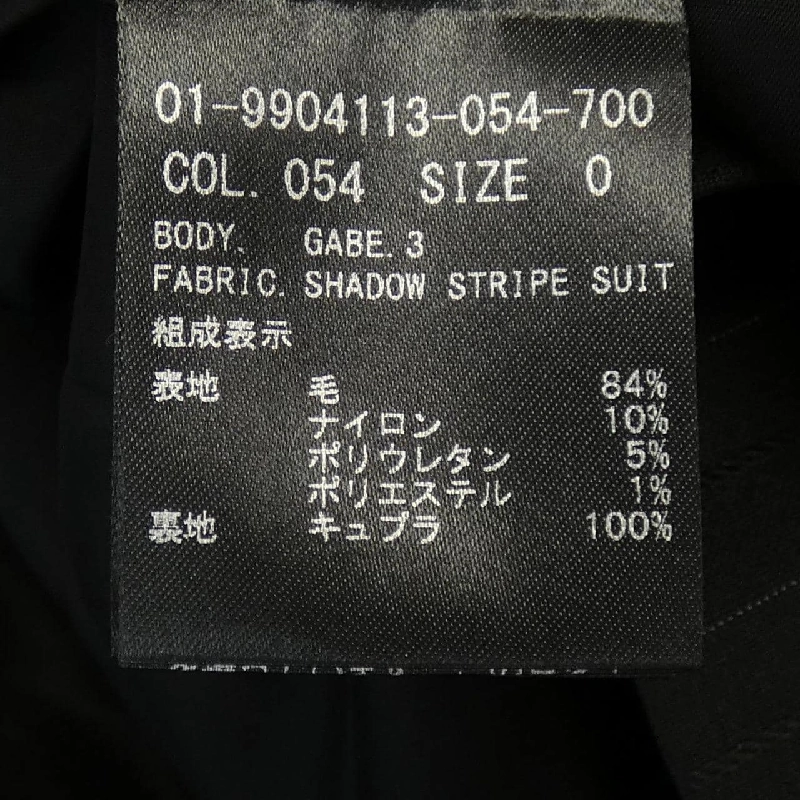 01-9904113-054-700
COL. 054 SIZE 0
BODY. GABE.3
FABRIC. SHADOW STRIPE SUIT
組成表示
表地 毛 84%
ナイロン 10%
ポリウレタン 5%
ポリエステル 1%
裏地 キュプラ 100%